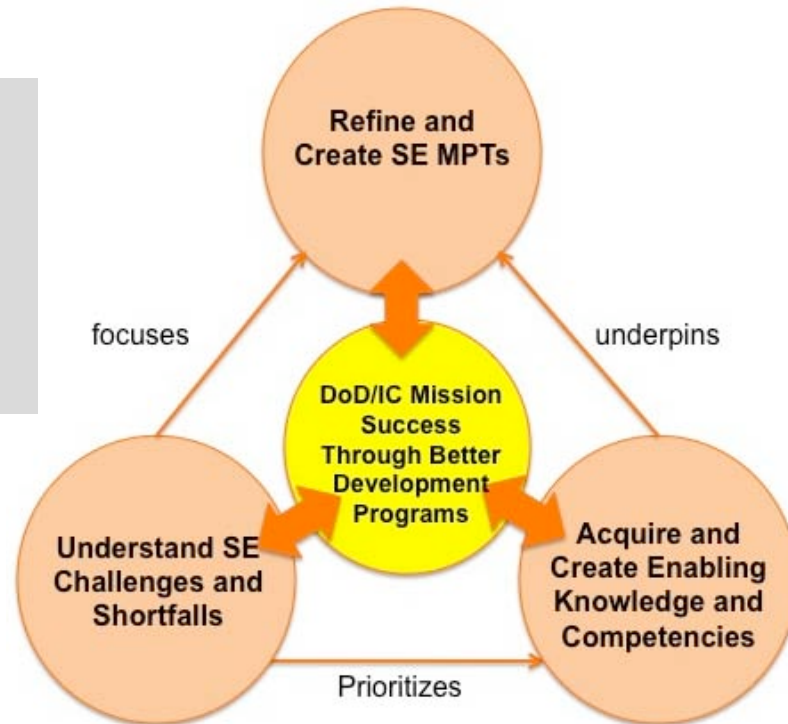 Refine and
Create SE MPTs
focuses
underpins
DoD/IC Mission
Success
Through Better
Development
Programs
Understand SE
Challenges and
Shortfalls
Acquire and
Create Enabling
Knowledge and
Competencies
Prioritizes